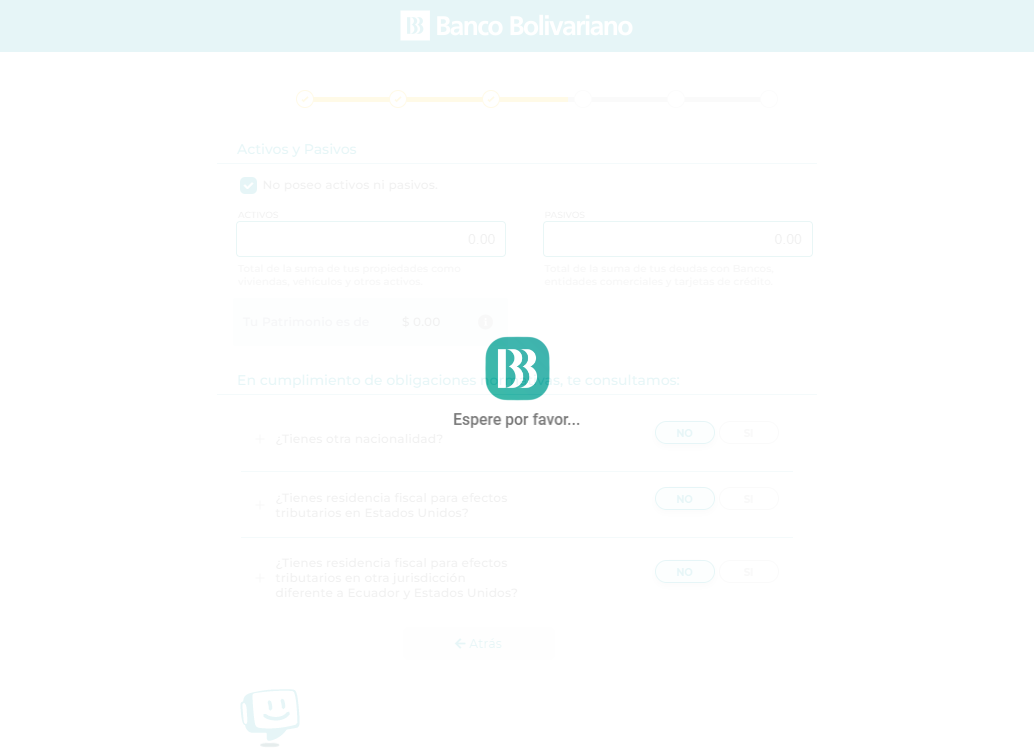 Banco Bolivariano
Activos y Pasivos
No poseo activos ni pasivos.
ACTIVOS
PASIVOS
0.00
0.00
Total de la suma de tus propiedades como
viviendas, vehículos y otros activos.
Total de la suma de tus deudas con Bancos,
entidades comerciales y tarjetas de crédito.
Tu Patrimonio es de $ 0.00
En cumplimiento de obligaciones normativas, te consultamos:
Espere por favor...
+ ¿Tienes otra nacionalidad? NO SI
+ ¿Tienes residencia fiscal para efectos
tributarios en Estados Unidos? NO SI
+ ¿Tienes residencia fiscal para efectos
tributarios en otra jurisdicción
diferente a Ecuador y Estados Unidos? NO SI
Atrás